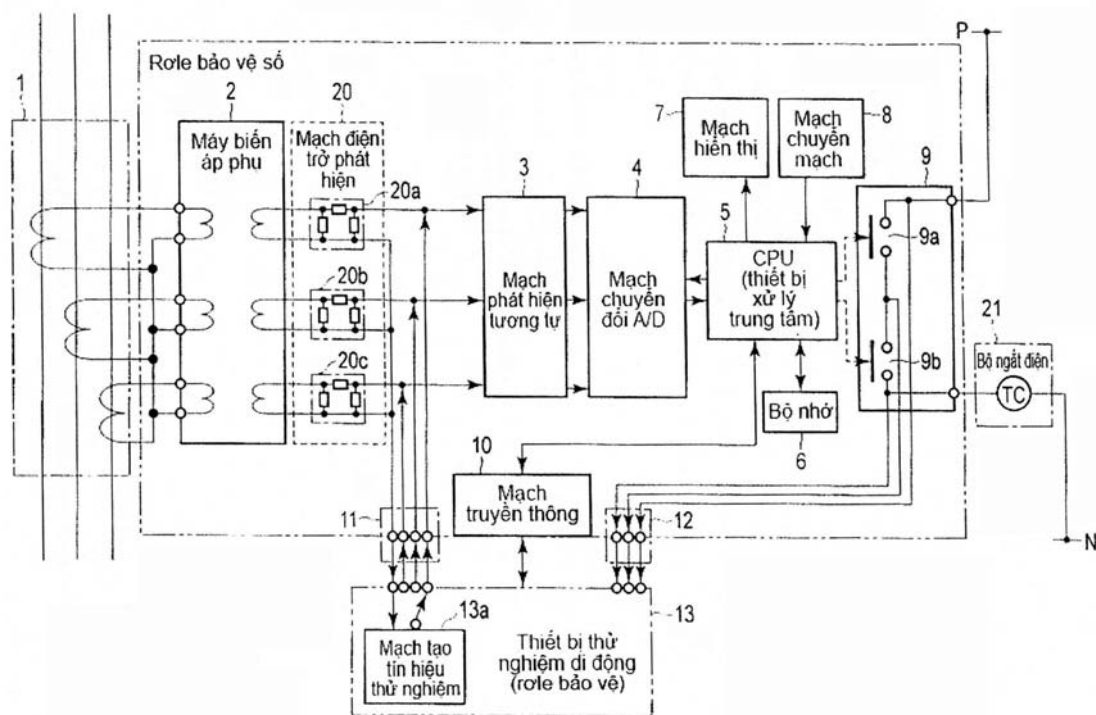 P
Rơle bảo vệ số
1
2
20
7
8
Máy biến
áp phụ
Mạch điện
trở phát
hiện
Mạch
hiển thị
Mạch
chuyển
mạch
20a
3
4
5
9
9a
Mạch
phát hiện
tương tự
Mạch
chuyển
đổi A/D
CPU
(thiết bị
xử lý
trung tấm)
20b
20c
9b
21
Bộ ngắt điện
TC
Bộ nhớ
6
10
Mạch
truyền thông
11
12
N
13a
13
Mạch tạo
tín hiệu
thử nghiệm
Thiết bị thử
nghiệm di động
(rơle bảo vệ)